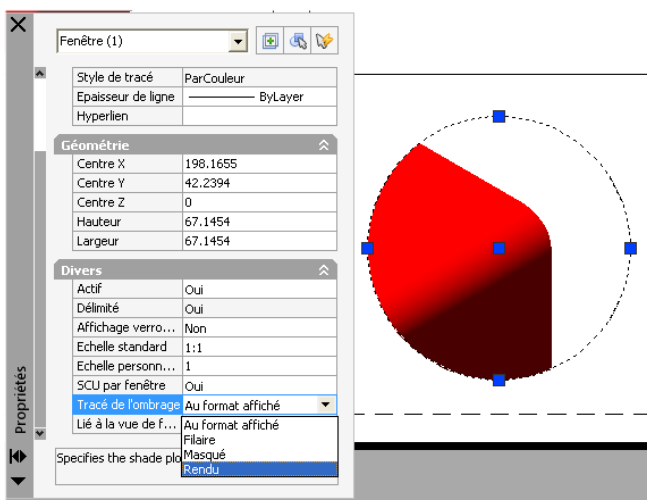 Fenêtre (1)
Style de tracé ParCouleur
Epaisseur de ligne ByLayer
Hyperlien
Géométrie
Centre X 198.1655
Centre Y 42.2394
Centre Z 0
Hauteur 67.1454
Largeur 67.1454
Divers
Actif Oui
Délimité Oui
Affichage verro... Non
Echelle standard 1:1
Echelle personn... 1
SCU par fenêtre Oui
Tracé de l'ombrage Au format affiché
Lié à la vue de f... Au format affiché
Filaire
Masqué
Rendu
Specifies the shade plo
Propriétés